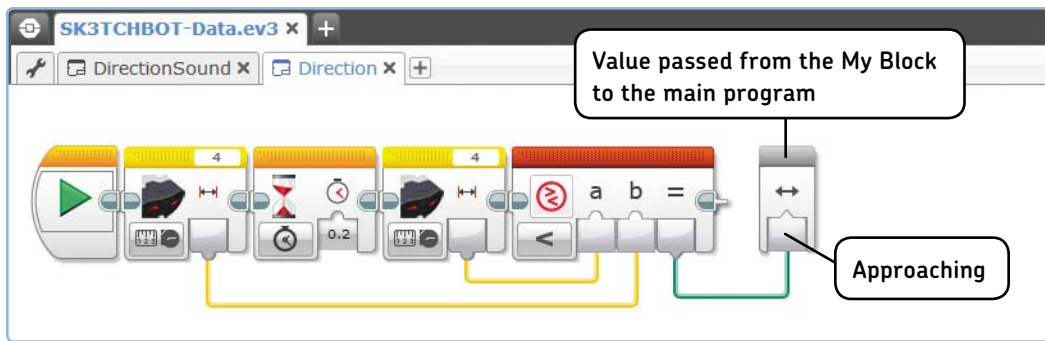 SK3TCHBOT-Data.ev3 × +
DirectionSound × Direction × +
Value passed from the My Block
to the main program
4 4
a b =
0.2 <
Approaching